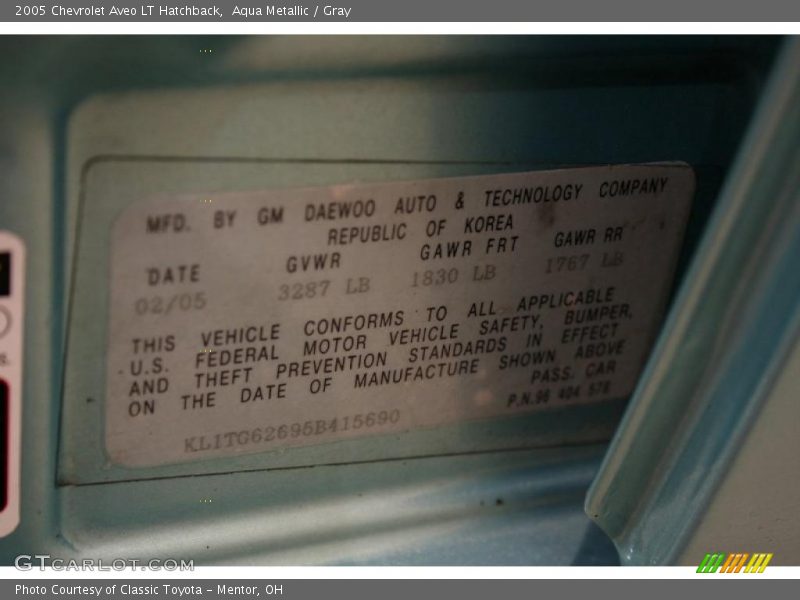 2005 Chevrolet Aveo LT Hatchback,  Aqua Metallic / Gray
MFD. BY GM DAEWOO AUTO & TECHNOLOGY COMPANY
REPUBLIC OF KOREA
DATE GVWR GAWR FRT GAWR RR
02/05 3287 LB 1830 LB 1767 LB
THIS VEHICLE CONFORMS TO ALL APPLICABLE
U.S. FEDERAL MOTOR VEHICLE SAFETY, BUMPER,
AND THEFT PREVENTION STANDARDS IN EFFECT
ON THE DATE OF MANUFACTURE SHOWN ABOVE
PASS. CAR
KL1TG62695B415690 P.N.96 404 578
GTCARLOT.COM
Photo Courtesy of Classic Toyota - Mentor, OH